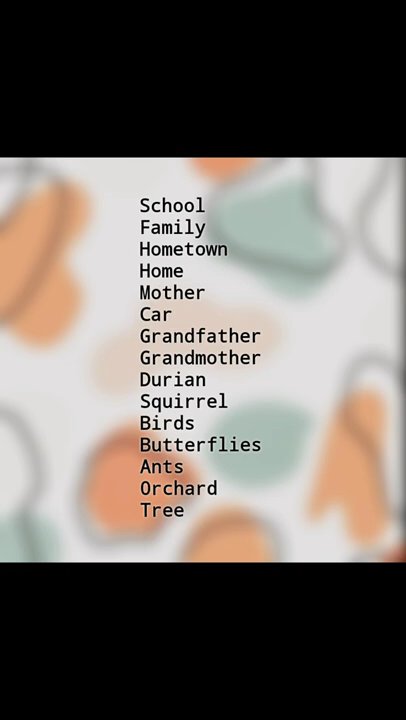 School
Family
Hometown
Home
Mother
Car
Grandfather
Grandmother
Durian
Squirrel
Birds
Butterflies
Ants
Orchard
Tree